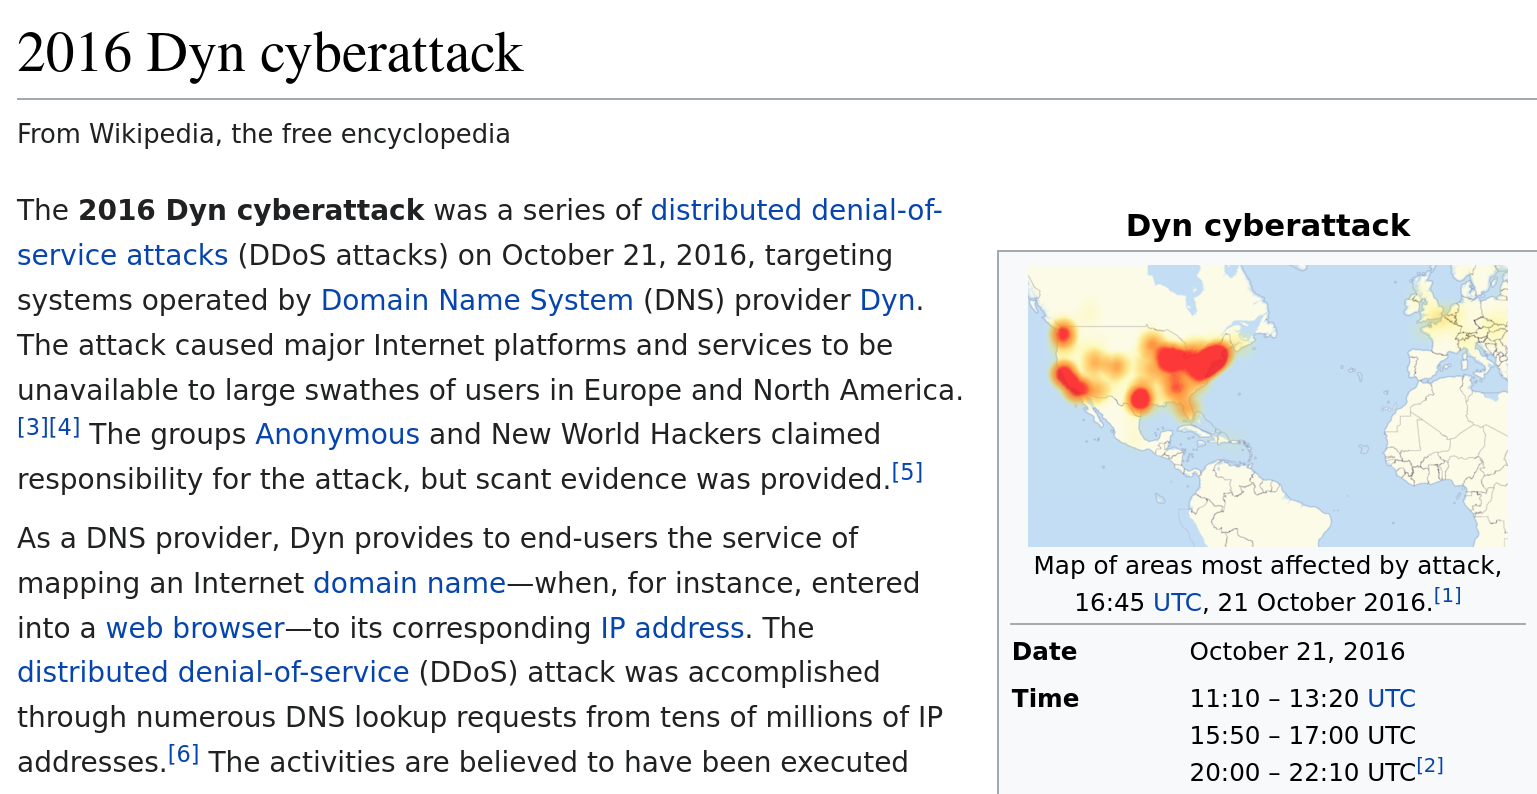 2016 Dyn cyberattack
From Wikipedia, the free encyclopedia
The 2016 Dyn cyberattack was a series of distributed denial-of-
service attacks (DDoS attacks) on October 21, 2016, targeting
systems operated by Domain Name System (DNS) provider Dyn.
The attack caused major Internet platforms and services to be
unavailable to large swathes of users in Europe and North America.
[3][4] The groups Anonymous and New World Hackers claimed
responsibility for the attack, but scant evidence was provided.[5]
As a DNS provider, Dyn provides to end-users the service of
mapping an Internet domain name—when, for instance, entered
into a web browser—to its corresponding IP address. The
distributed denial-of-service (DDoS) attack was accomplished
through numerous DNS lookup requests from tens of millions of IP
addresses.[6] The activities are believed to have been executed
Dyn cyberattack
Map of areas most affected by attack,
16:45 UTC, 21 October 2016.[1]
Date October 21, 2016
Time 11:10 – 13:20 UTC
15:50 – 17:00 UTC
20:00 – 22:10 UTC[2]